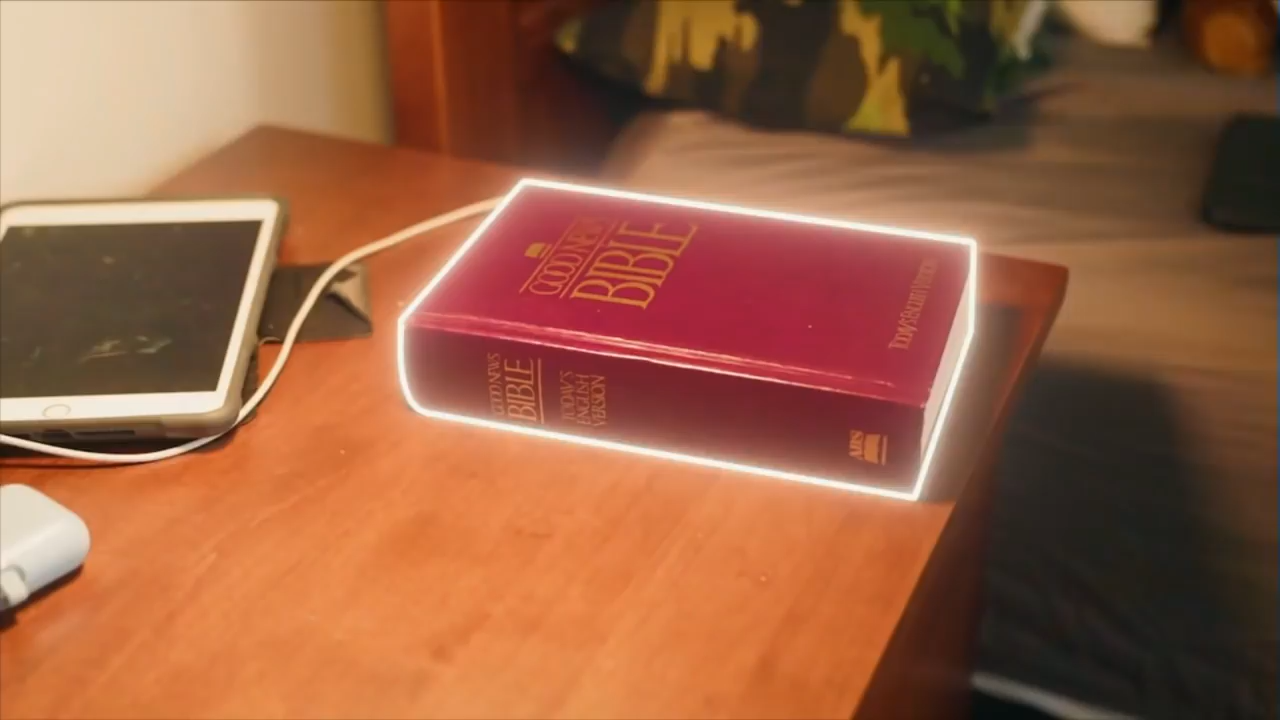 GOOD NEWS
BIBLE
TODAY'S ENGLISH VERSION
GOOD NEWS
BIBLE
TODAY'S
ENGLISH
VERSION
ABS